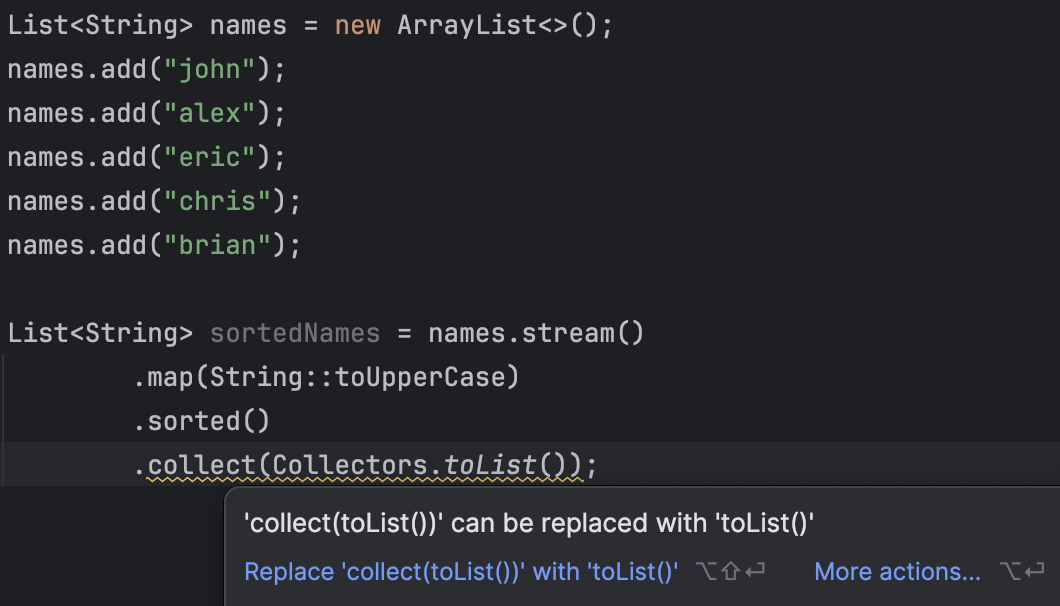 List<String> names = new ArrayList<>();
names.add("john");
names.add("alex");
names.add("eric");
names.add("chris");
names.add("brian");
List<String> sortedNames = names.stream()
.map(String::toUpperCase)
.sorted()
.collect(Collectors.toList());
'collect(toList())' can be replaced with 'toList()'
Replace 'collect(toList())' with 'toList()' ⌥⇧⏎ More actions... ⌥⏎